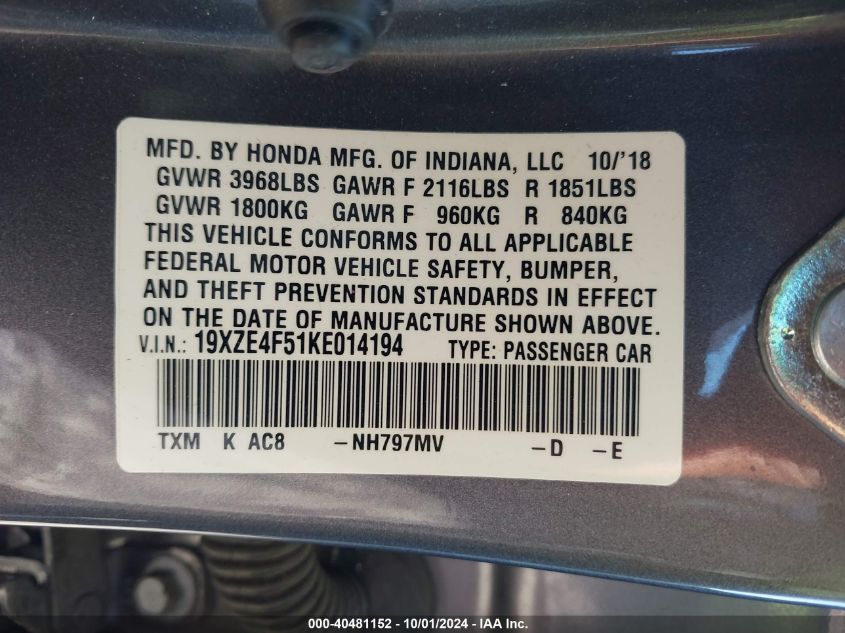 MFD. BY HONDA MFG. OF INDIANA, LLC 10/'18
GVWR 3968LBS GAWR F 2116LBS R 1851LBS
GVWR 1800KG GAWR F 960KG R 840KG
THIS VEHICLE CONFORMS TO ALL APPLICABLE
FEDERAL MOTOR VEHICLE SAFETY, BUMPER,
AND THEFT PREVENTION STANDARDS IN EFFECT
ON THE DATE OF MANUFACTURE SHOWN ABOVE.
V.I.N.: 19XZE4F51KE014194 TYPE: PASSENGER CAR
TXM K AC8 -NH797MV -D -E
000-40481152 - 10/01/2024 - IAA Inc.